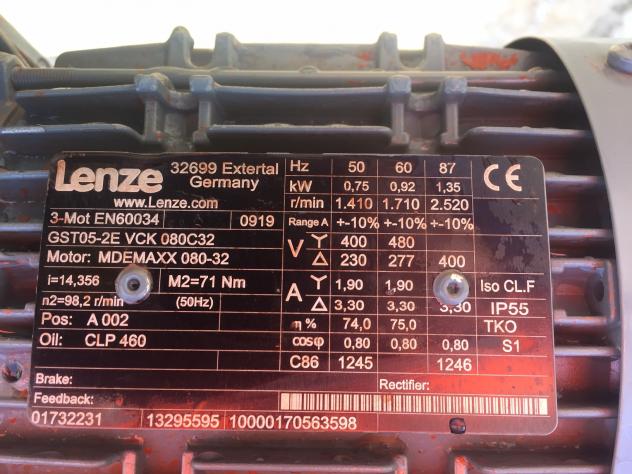 Lenze 32699 Extertal Germany
www.Lenze.com
3-Mot EN60034 0919
GST05-2E VCK 080C32
Motor: MDEMAXX 080-32
i=14,356 M2=71 Nm
n2=98,2 r/min (50Hz)
Pos: A 002
Oil: CLP 460
Hz 50 60 87
kW 0,75 0,92 1,35
r/min 1.410 1.710 2.520
Range A +-10% +-10% +-10%
V Y 400 480
Δ 230 277 400
A Y 1,90 1,90
Δ 3,30 3,30 3,30
η % 74,0 75,0
cosφ 0,80 0,80 0,80
C86 1245 1246
CE
Iso CL.F
IP55
TKO
S1
Brake: Rectifier:
Feedback:
01732231 13295595 10000170563598